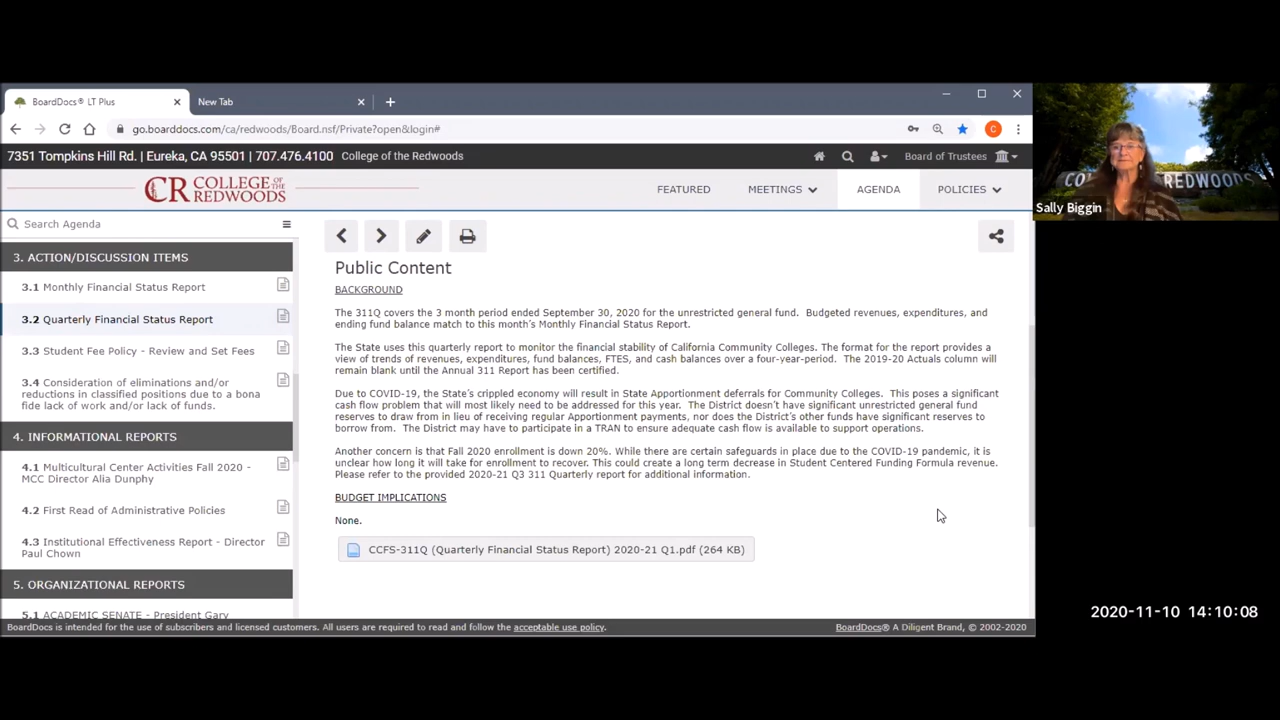 BoardDocs® LT Plus
New Tab
go.boarddocs.com/ca/redwoods/Board.nsf/Private?open&login#
C
7351 Tompkins Hill Rd. | Eureka, CA 95501 | 707.476.4100 College of the Redwoods
Board of Trustees
CR COLLEGE OF THE REDWOODS
FEATURED MEETINGS AGENDA POLICIES
Search Agenda
3. ACTION/DISCUSSION ITEMS
3.1 Monthly Financial Status Report
3.2 Quarterly Financial Status Report
3.3 Student Fee Policy - Review and Set Fees
3.4 Consideration of eliminations and/or
reductions in classified positions due to a bona
fide lack of work and/or lack of funds.
4. INFORMATIONAL REPORTS
4.1 Multicultural Center Activities Fall 2020 -
MCC Director Alia Dunphy
4.2 First Read of Administrative Policies
4.3 Institutional Effectiveness Report - Director
Paul Chown
5. ORGANIZATIONAL REPORTS
5.1 ACADEMIC SENATE - President Gary
Public Content
BACKGROUND
The 311Q covers the 3 month period ended September 30, 2020 for the unrestricted general fund. Budgeted revenues, expenditures, and
ending fund balance match to this month's Monthly Financial Status Report.
The State uses this quarterly report to monitor the financial stability of California Community Colleges. The format for the report provides a
view of trends of revenues, expenditures, fund balances, FTES, and cash balances over a four-year-period. The 2019-20 Actuals column will
remain blank until the Annual 311 Report has been certified.
Due to COVID-19, the State's crippled economy will result in State Apportionment deferrals for Community Colleges. This poses a significant
cash flow problem that will most likely need to be addressed for this year. The District doesn't have significant unrestricted general fund
reserves to draw from in lieu of receiving regular Apportionment payments, nor does the District's other funds have significant reserves to
borrow from. The District may have to participate in a TRAN to ensure adequate cash flow is available to support operations.
Another concern is that Fall 2020 enrollment is down 20%. While there are certain safeguards in place due to the COVID-19 pandemic, it is
unclear how long it will take for enrollment to recover. This could create a long term decrease in Student Centered Funding Formula revenue.
Please refer to the provided 2020-21 Q3 311 Quarterly report for additional information.
BUDGET IMPLICATIONS
None.
CCFS-311Q (Quarterly Financial Status Report) 2020-21 Q1.pdf (264 KB)
BoardDocs is intended for the use of subscribers and licensed customers. All users are required to read and follow the acceptable use policy.
BoardDocs® A Diligent Brand, © 2002-2020
REDWOODS
Sally Biggin
2020-11-10 14:10:08